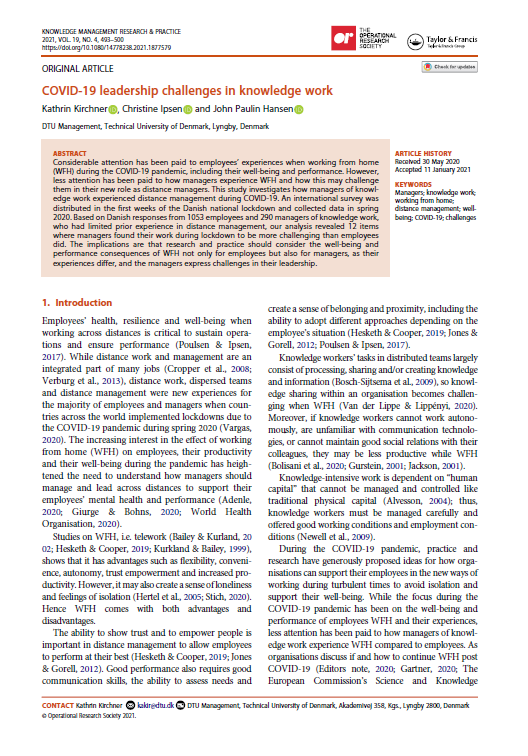 KNOWLEDGE MANAGEMENT RESEARCH & PRACTICE
2021, VOL. 19, NO. 4, 493–500
https://doi.org/10.1080/14778238.2021.1877579
or
THE
OPERATIONAL
RESEARCH
SOCIETY
Taylor & Francis
Taylor & Francis Group
ORIGINAL ARTICLE
Check for updates
COVID-19 leadership challenges in knowledge work
Kathrin Kirchner, Christine Ipsen and John Paulin Hansen
DTU Management, Technical University of Denmark, Lyngby, Denmark
ABSTRACT
Considerable attention has been paid to employees' experiences when working from home
(WFH) during the COVID-19 pandemic, including their well-being and performance. However,
less attention has been paid to how managers experience WFH and how this may challenge
them in their new role as distance managers. This study investigates how managers of knowl-
edge work experienced distance management during COVID-19. An international survey was
distributed in the first weeks of the Danish national lockdown and collected data in spring
2020. Based on Danish responses from 1053 employees and 290 managers of knowledge work,
who had limited prior experience in distance management, our analysis revealed 12 items
where managers found their work during lockdown to be more challenging than employees
did. The implications are that research and practice should consider the well-being and
performance consequences of WFH not only for employees but also for managers, as their
experiences differ, and the managers express challenges in their leadership.
ARTICLE HISTORY
Received 30 May 2020
Accepted 11 January 2021
KEYWORDS
Managers; knowledge work;
working from home;
distance management; well-
being; COVID-19; challenges
1. Introduction
Employees' health, resilience and well-being when
working across distances is critical to sustain opera-
tions and ensure performance (Poulsen & Ipsen,
2017). While distance work and management are an
integrated part of many jobs (Cropper et al., 2008;
Verburg et al., 2013), distance work, dispersed teams
and distance management were new experiences for
the majority of employees and managers when coun-
tries across the world implemented lockdowns due to
the COVID-19 pandemic during spring 2020 (Vargas,
2020). The increasing interest in the effect of working
from home (WFH) on employees, their productivity
and their well-being during the pandemic has height-
ened the need to understand how managers should
manage and lead across distances to support their
employees' mental health and performance (Adenle,
2020; Giurge & Bohns, 2020; World Health
Organisation, 2020).
Studies on WFH, i.e. telework (Bailey & Kurland, 20
02; Hesketh & Cooper, 2019; Kurkland & Bailey, 1999),
shows that it has advantages such as flexibility, conveni-
ence, autonomy, trust empowerment and increased pro-
ductivity. However, it may also create a sense of loneliness
and feelings of isolation (Hertel et al., 2005; Stich, 2020).
Hence WFH comes with both advantages and
disadvantages.
The ability to show trust and to empower people is
important in distance management to allow employees
to perform at their best (Hesketh & Cooper, 2019; Jones
& Gorell, 2012). Good performance also requires good
communication skills, the ability to assess needs and
create a sense of belonging and proximity, including the
ability to adopt different approaches depending on the
employee's situation (Hesketh & Cooper, 2019; Jones &
Gorell, 2012; Poulsen & Ipsen, 2017).
Knowledge workers' tasks in distributed teams largely
consist of processing, sharing and/or creating knowledge
and information (Bosch-Sijtsema et al., 2009), so knowl-
edge sharing within an organisation becomes challen-
ging when WFH (Van der Lippe & Lippényi, 2020).
Moreover, if knowledge workers cannot work autono-
mously, are unfamiliar with communication technolo-
gies, or cannot maintain good social relations with their
colleagues, they may be less productive while WFH
(Bolisani et al., 2020; Gurstein, 2001; Jackson, 2001).
Knowledge-intensive work is dependent on "human
capital" that cannot be managed and controlled like
traditional physical capital (Alvesson, 2004); thus,
knowledge workers must be managed carefully and
offered good working conditions and employment con-
ditions (Newell et al., 2009).
During the COVID-19 pandemic, practice and
research have generously proposed ideas for how orga-
nisations can support their employees in the new ways of
working during turbulent times to avoid isolation and
support their well-being. While the focus during the
COVID-19 pandemic has been on the well-being and
performance of employees WFH and their experiences,
less attention has been paid to how managers of knowl-
edge work experience WFH compared to employees. As
organisations discuss if and how to continue WFH post
COVID-19 (Editors note, 2020; Gartner, 2020; The
European Commission's Science and Knowledge
CONTACT Kathrin Kirchner kakir@dtu.dk DTU Management, Technical University of Denmark, Akademivej 358, Kgs., Lyngby 2800, Denmark
© Operational Research Society 2021.